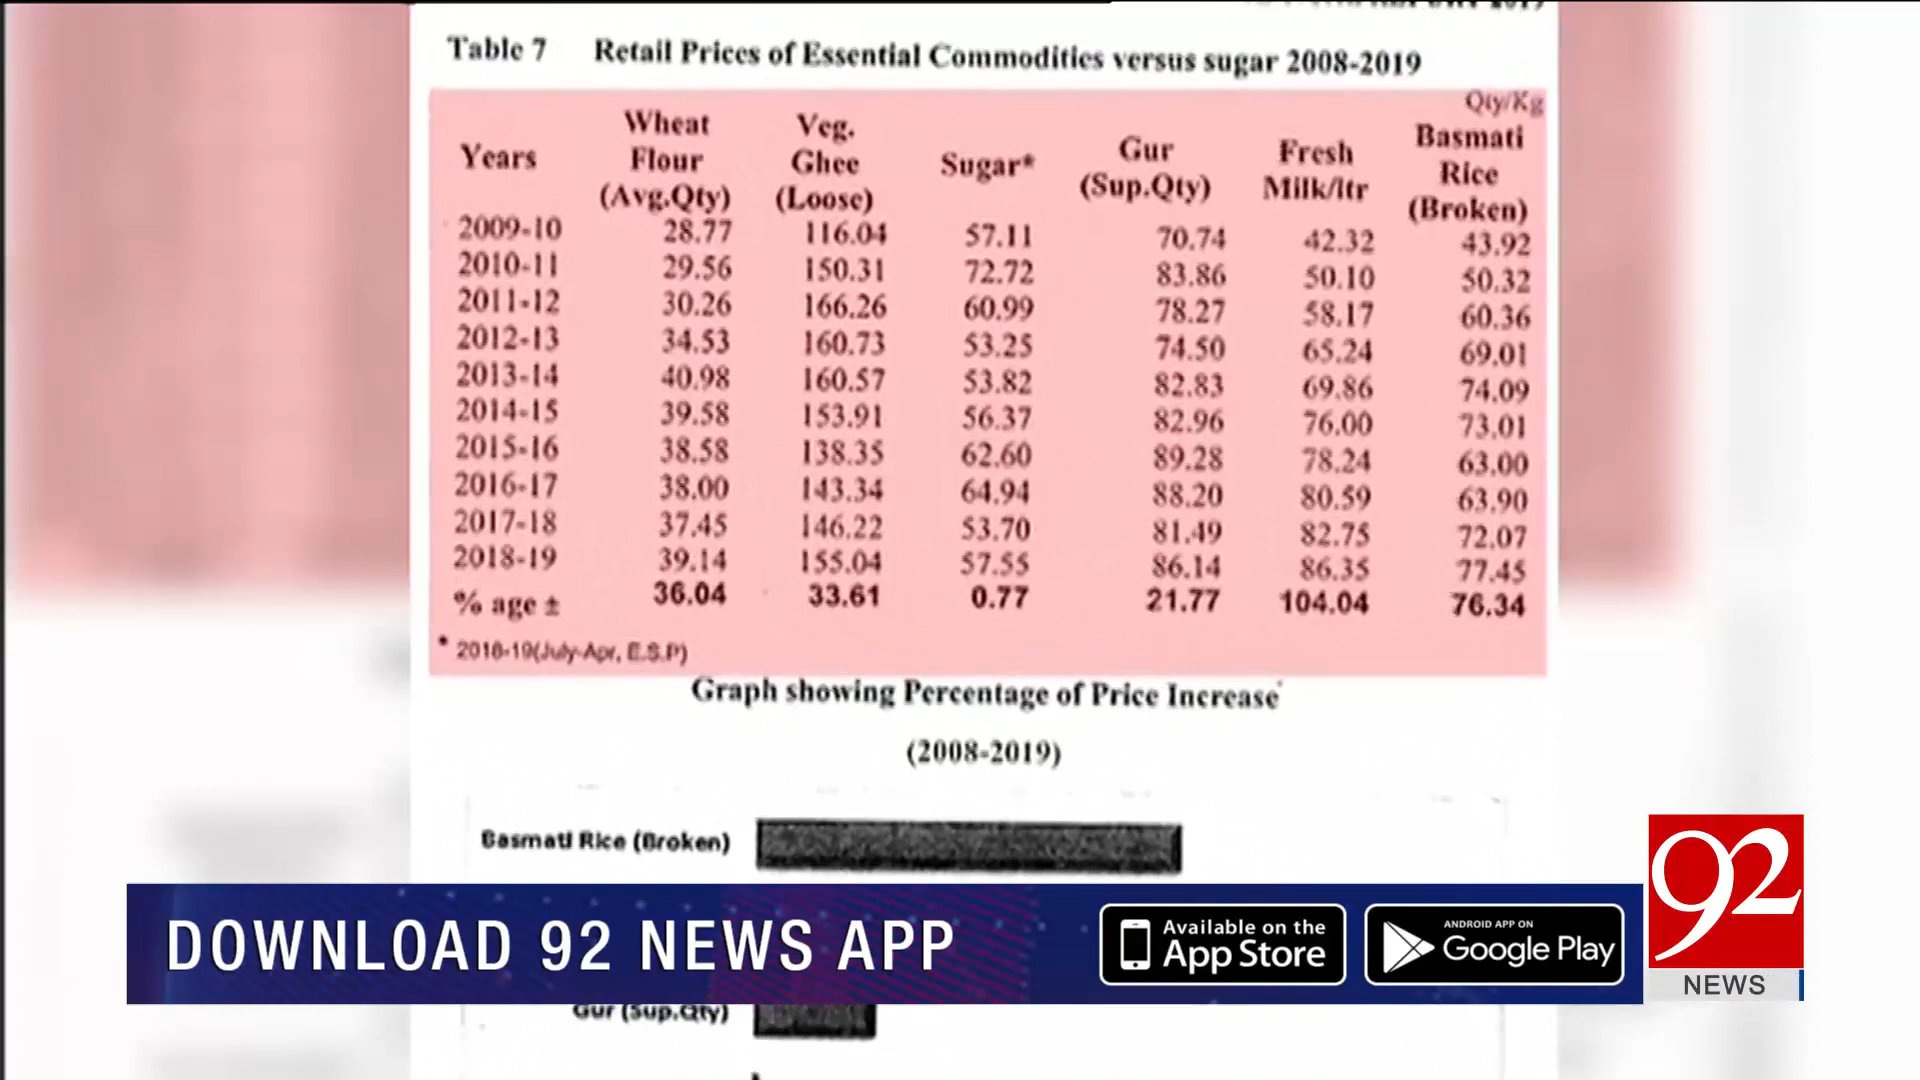 Table 7 Retail Prices of Essential Commodities versus sugar 2008-2019
Qty/Kg
Years Wheat Flour (Avg.Qty) Veg. Ghee (Loose) Sugar* Gur (Sup.Qty) Fresh Milk/ltr Basmati Rice (Broken)
2009-10 28.77 116.04 57.11 70.74 42.32 43.92
2010-11 29.56 150.31 72.72 83.86 50.10 50.32
2011-12 30.26 166.26 60.99 78.27 58.17 60.36
2012-13 34.53 160.73 53.25 74.50 65.24 69.01
2013-14 40.98 160.57 53.82 82.83 69.86 74.09
2014-15 39.58 153.91 56.37 82.96 76.00 73.01
2015-16 38.58 138.35 62.60 89.28 78.24 63.00
2016-17 38.00 143.34 64.94 88.20 80.59 63.90
2017-18 37.45 146.22 53.70 81.49 82.75 72.07
2018-19 39.14 155.04 57.55 86.14 86.35 77.45
% age ± 36.04 33.61 0.77 21.77 104.04 76.34
* 2018-19(July-Apr, E.S.P)
Graph showing Percentage of Price Increase
(2008-2019)
Basmati Rice (Broken)
DOWNLOAD 92 NEWS APP
Available on the
App Store
ANDROID APP ON
Google Play
92
NEWS
Gur (Sup.Qty)